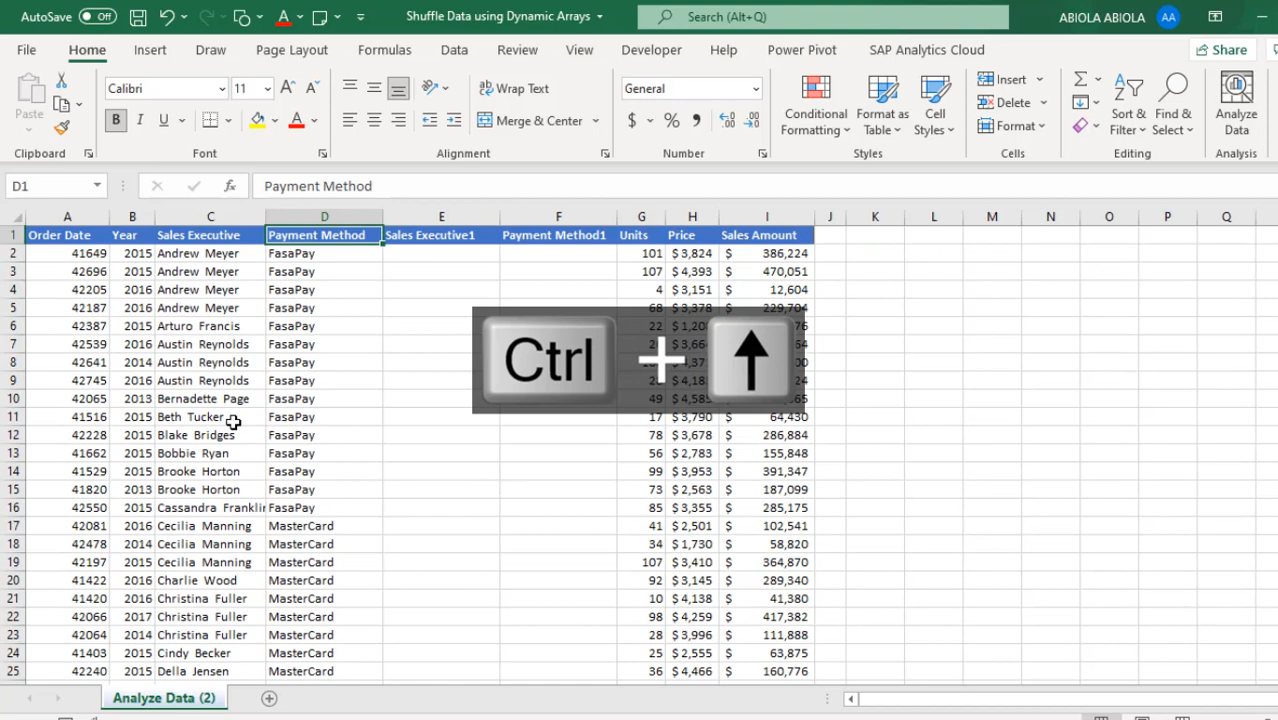 AutoSave Off Shuffle Data using Dynamic Arrays Search (Alt+Q) ABIOLA ABIOLA AA
File Home Insert Draw Page Layout Formulas Data Review View Developer Help Power Pivot SAP Analytics Cloud Share
Paste Calibri 11 Wrap Text General Conditional Formatting Format as Table Cell Styles Insert Sort & Filter Find & Select Analyze Data
B I U A Merge & Center $ % Delete
Format
Clipboard Font Alignment Number Styles Cells Editing Analysis
D1 fx Payment Method
A B C D E F G H I J K L M N O P Q
1 Order Date Year Sales Executive Payment Method Sales Executive1 Payment Method1 Units Price Sales Amount
2 41649 2015 Andrew Meyer FasaPay 101 $ 3,824 $ 386,224
3 42696 2015 Andrew Meyer FasaPay 107 $ 4,393 $ 470,051
4 42205 2016 Andrew Meyer FasaPay 4 $ 3,151 $ 12,604
5 42187 2016 Andrew Meyer FasaPay 68 $ 3,378 $ 229,704
6 42387 2015 Arturo Francis FasaPay 22
7 42539 2016 Austin Reynolds FasaPay
8 42641 2014 Austin Reynolds FasaPay
9 42745 2016 Austin Reynolds FasaPay
10 42065 2013 Bernadette Page FasaPay 49
Ctrl +
11 41516 2015 Beth Tucker FasaPay 17 $ 3,790 $ 64,430
12 42228 2015 Blake Bridges FasaPay 78 $ 3,678 $ 286,884
13 41662 2015 Bobbie Ryan FasaPay 56 $ 2,783 $ 155,848
14 41529 2015 Brooke Horton FasaPay 99 $ 3,953 $ 391,347
15 41820 2013 Brooke Horton FasaPay 73 $ 2,563 $ 187,099
16 42550 2015 Cassandra FasaPay 85 $ 3,355 $ 285,175
17 42081 2016 Cecilia Manning MasterCard 41 $ 2,501 $ 102,541
18 42478 2014 Cecilia Manning MasterCard 34 $ 1,730 $ 58,820
19 42197 2015 Cecilia Manning MasterCard 107 $ 3,410 $ 364,870
20 41422 2016 Charlie Wood MasterCard 92 $ 3,145 $ 289,340
21 41420 2016 Christina Fuller MasterCard 10 $ 4,138 $ 41,380
22 42066 2017 Christina Fuller MasterCard 98 $ 4,259 $ 417,382
23 42064 2014 Christina Fuller MasterCard 28 $ 3,996 $ 111,888
24 41403 2015 Cindy Becker MasterCard 25 $ 2,555 $ 63,875
25 42240 2015 Della Jensen MasterCard 36 $ 4,466 $ 160,776
Analyze Data (2)